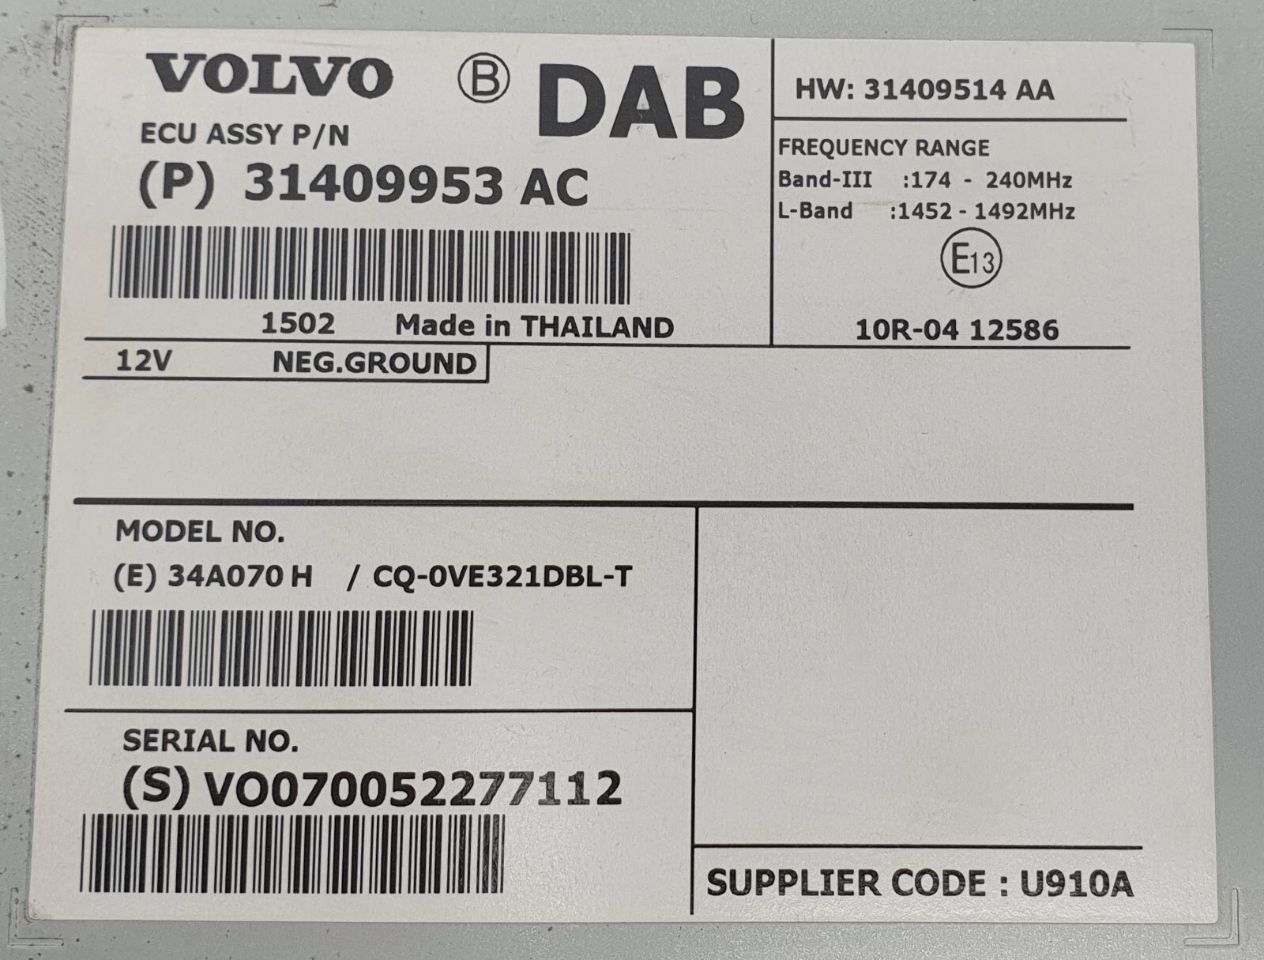 VOLVO Ⓑ DAB
ECU ASSY P/N
(P) 31409953 AC
1502 Made in THAILAND
12V NEG.GROUND
HW: 31409514 AA
FREQUENCY RANGE
Band-III :174 - 240MHz
L-Band :1452 - 1492MHz
E13
10R-04 12586
MODEL NO.
(E) 34A070 H / CQ-0VE321DBL-T
SERIAL NO.
(S) VO070052277112
SUPPLIER CODE : U910A